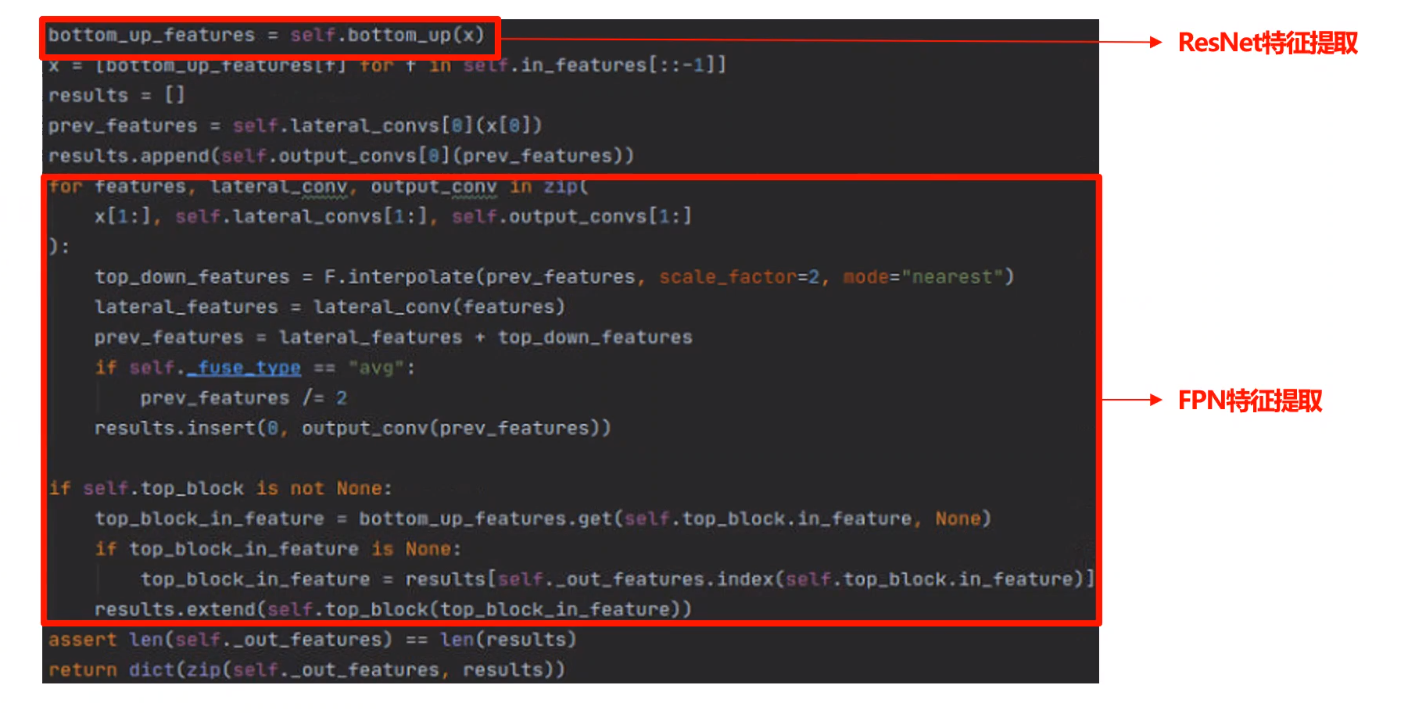 bottom_up_features = self.bottom_up(x)
ResNet特征提取
x = [bottom_up_features[f] for f in self.in_features[::-1]]
results = []
prev_features = self.lateral_convs[0](x[0])
results.append(self.output_convs[0](prev_features))
for features, lateral_conv, output_conv in zip(
    x[1:], self.lateral_convs[1:], self.output_convs[1:]
):
    top_down_features = F.interpolate(prev_features, scale_factor=2, mode="nearest")
    lateral_features = lateral_conv(features)
    prev_features = lateral_features + top_down_features
    if self._fuse_type == "avg":
        prev_features /= 2
FPN特征提取
    results.insert(0, output_conv(prev_features))
if self.top_block is not None:
    top_block_in_feature = bottom_up_features.get(self.top_block.in_feature, None)
    if top_block_in_feature is None:
        top_block_in_feature = results[self._out_features.index(self.top_block.in_feature)]
    results.extend(self.top_block(top_block_in_feature))
assert len(self._out_features) == len(results)
return dict(zip(self._out_features, results))